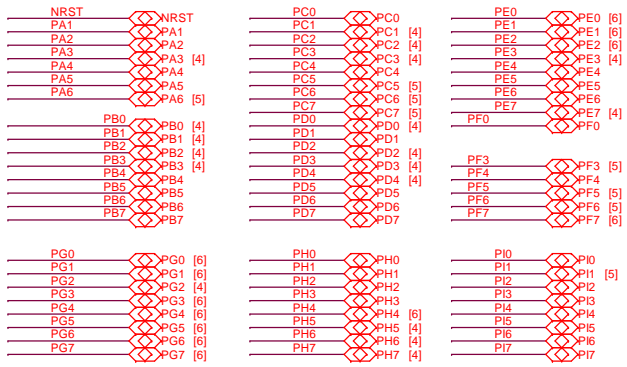 NRST NRST
PA1 PA1
PA2 PA2
PA3 PA3 [4]
PA4 PA4
PA5 PA5
PA6 PA6 [5]
PB0 PB0 [4]
PB1 PB1 [4]
PB2 PB2 [4]
PB3 PB3 [4]
PB4 PB4
PB5 PB5
PB6 PB6
PB7 PB7
PC0 PC0
PC1 PC1 [4]
PC2 PC2 [4]
PC3 PC3 [4]
PC4 PC4
PC5 PC5 [5]
PC6 PC6 [5]
PC7 PC7 [5]
PD0 PD0 [4]
PD1 PD1
PD2 PD2 [4]
PD3 PD3 [4]
PD4 PD4 [4]
PD5 PD5
PD6 PD6
PD7 PD7
PE0 PE0 [6]
PE1 PE1 [6]
PE2 PE2 [6]
PE3 PE3 [4]
PE4 PE4
PE5 PE5
PE6 PE6
PE7 PE7 [4]
PF0 PF0
PF3 PF3 [5]
PF4 PF4
PF5 PF5 [5]
PF6 PF6 [5]
PF7 PF7 [6]
PG0 PG0 [6]
PG1 PG1 [6]
PG2 PG2 [4]
PG3 PG3 [6]
PG4 PG4 [6]
PG5 PG5 [6]
PG6 PG6 [6]
PG7 PG7 [6]
PH0 PH0
PH1 PH1
PH2 PH2
PH3 PH3
PH4 PH4 [6]
PH5 PH5 [4]
PH6 PH6 [4]
PH7 PH7 [4]
PI0 PI0
PI1 PI1 [5]
PI2 PI2
PI3 PI3
PI4 PI4
PI5 PI5
PI6 PI6
PI7 PI7